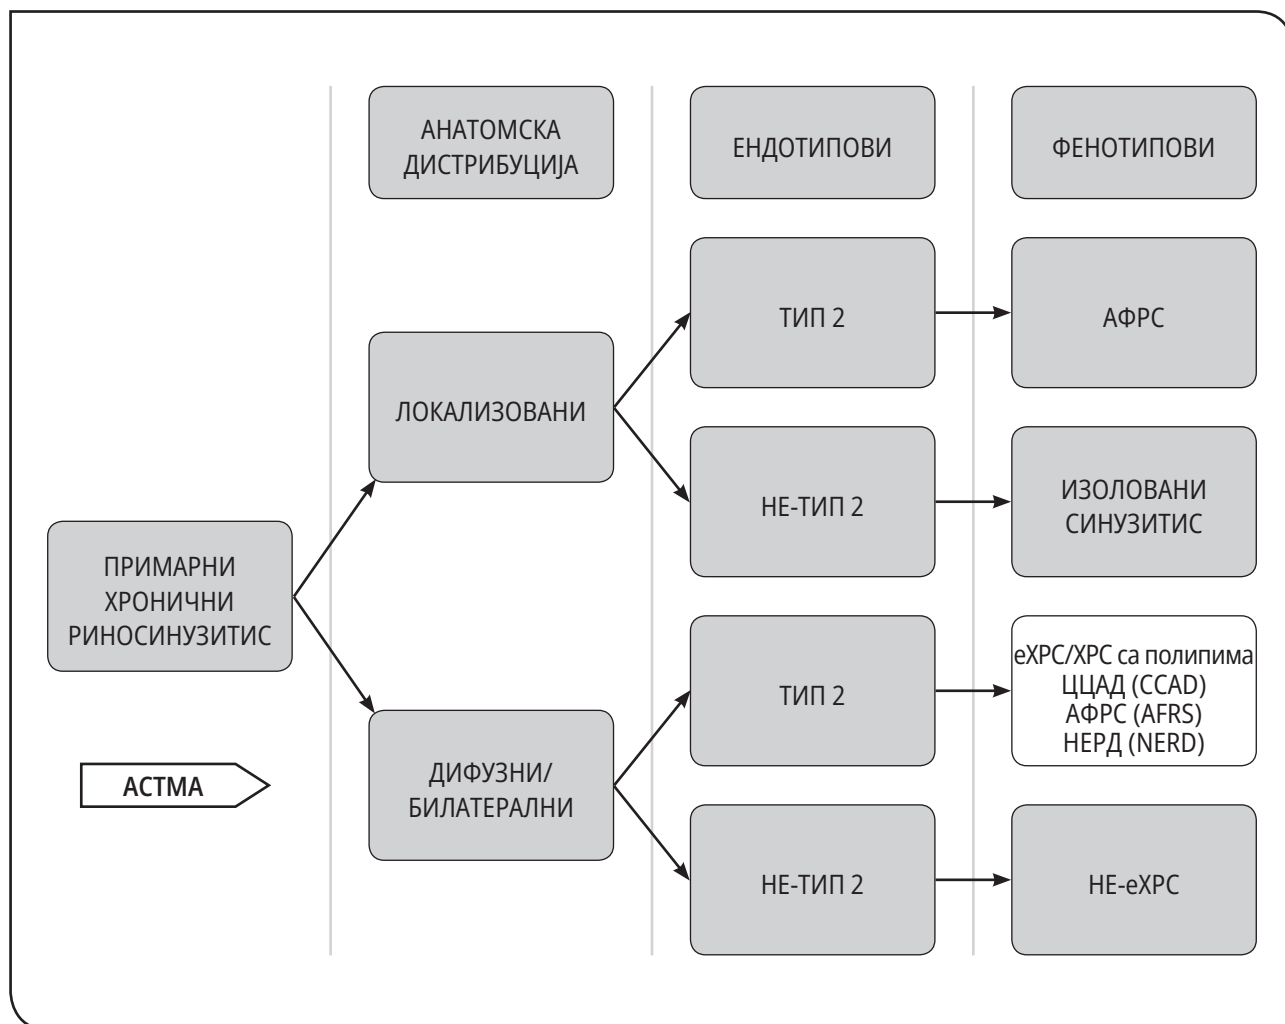 АНАТОМСКА
ДИСТРИБУЦИЈА
ЕНДОТИПОВИ
ФЕНОТИПОВИ
ТИП 2
АФРС
ЛОКАЛИЗОВАНИ
НЕ-ТИП 2
ИЗОЛОВАНИ
СИНУЗИТИС
ПРИМАРНИ
ХРОНИЧНИ
РИНОСИНУЗИТИС
АСТМА
ДИФУЗНИ/
БИЛАТЕРАЛНИ
ТИП 2
еХРС/ХРС са полипима
ЦЦАД (CCAD)
АФРС (AFRS)
НЕРД (NERD)
НЕ-ТИП 2
НЕ-еХРС